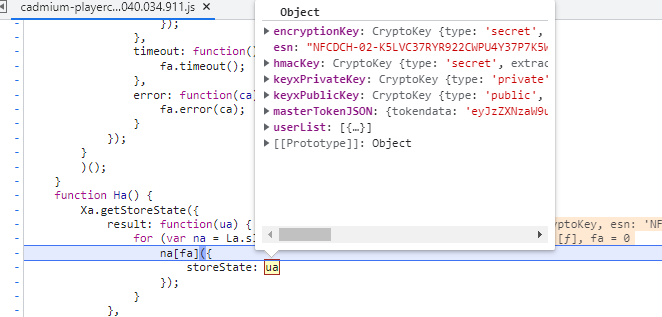 cadmium-playerc...040.034.911.js
});
},
timeout: function()
fa.timeout();
},
error: function(ca)
fa.error(ca);
}
});
}
)();
}
function Ha() {
Xa.getStoreState({
result: function(ua) {
for (var na = La.s
na[fa]({
storeState: ua
});
}
},
Object
encryptionKey: CryptoKey {type: 'secret',
esn: "NFCDCH-02-K5LVC37RYR922CWPU4Y37P7K5W
hmacKey: CryptoKey {type: 'secret', extrac
keyxPrivateKey: CryptoKey {type: 'private'
keyxPublicKey: CryptoKey {type: 'public',
masterTokenJSON: {tokendata: 'eyJzZXNzaW9u
userList: [{…}]
[[Prototype]]: Object
yptoKey, esn: 'NF
[ƒ], fa = 0